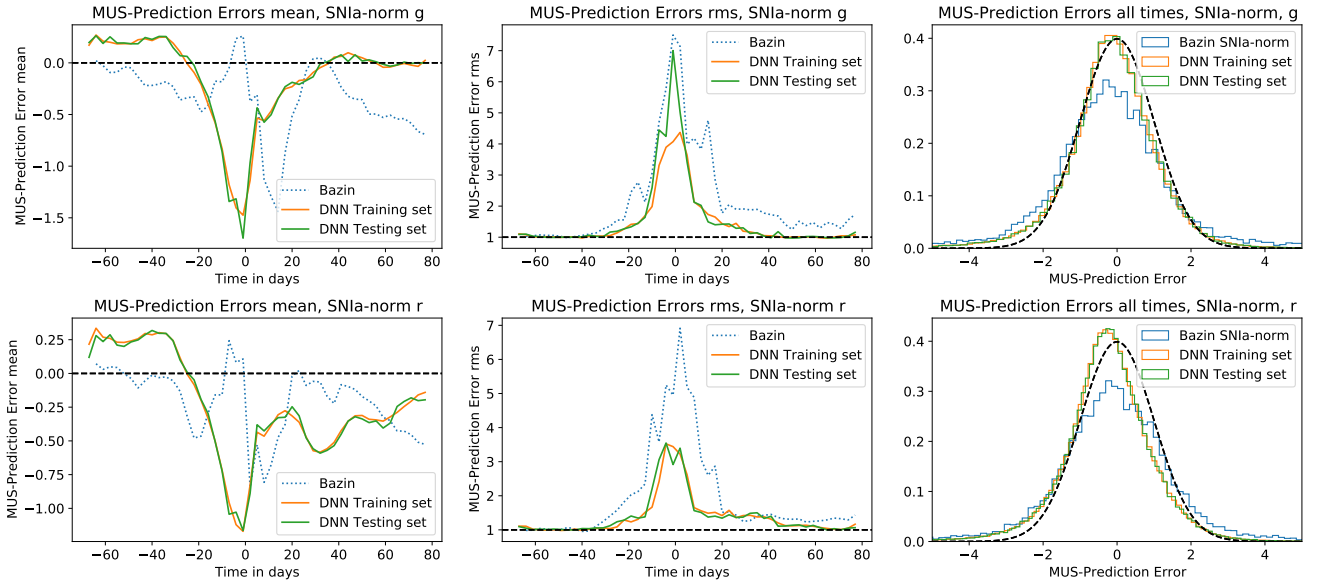 MUS-Prediction Errors mean, SNIa-norm g
MUS-Prediction Error mean
0.0
−0.5
−1.0
−1.5
Bazin
DNN Training set
DNN Testing set
−60 −40 −20 0 20 40 60 80
Time in days
MUS-Prediction Errors rms, SNIa-norm g
MUS-Prediction Error rms
7
6
5
4
3
2
1
Bazin
DNN Training set
DNN Testing set
−60 −40 −20 0 20 40 60 80
Time in days
MUS-Prediction Errors all times, SNIa-norm, g
0.4
0.3
0.2
0.1
0.0
Bazin SNIa-norm
DNN Training set
DNN Testing set
−4 −2 0 2 4
MUS-Prediction Error
MUS-Prediction Errors mean, SNIa-norm r
MUS-Prediction Error mean
0.25
0.00
−0.25
−0.50
−0.75
−1.00
Bazin
DNN Training set
DNN Testing set
−60 −40 −20 0 20 40 60 80
Time in days
MUS-Prediction Errors rms, SNIa-norm r
MUS-Prediction Error rms
7
6
5
4
3
2
1
Bazin
DNN Training set
DNN Testing set
−60 −40 −20 0 20 40 60 80
Time in days
MUS-Prediction Errors all times, SNIa-norm, r
0.4
0.3
0.2
0.1
0.0
Bazin SNIa-norm
DNN Training set
DNN Testing set
−4 −2 0 2 4
MUS-Prediction Error